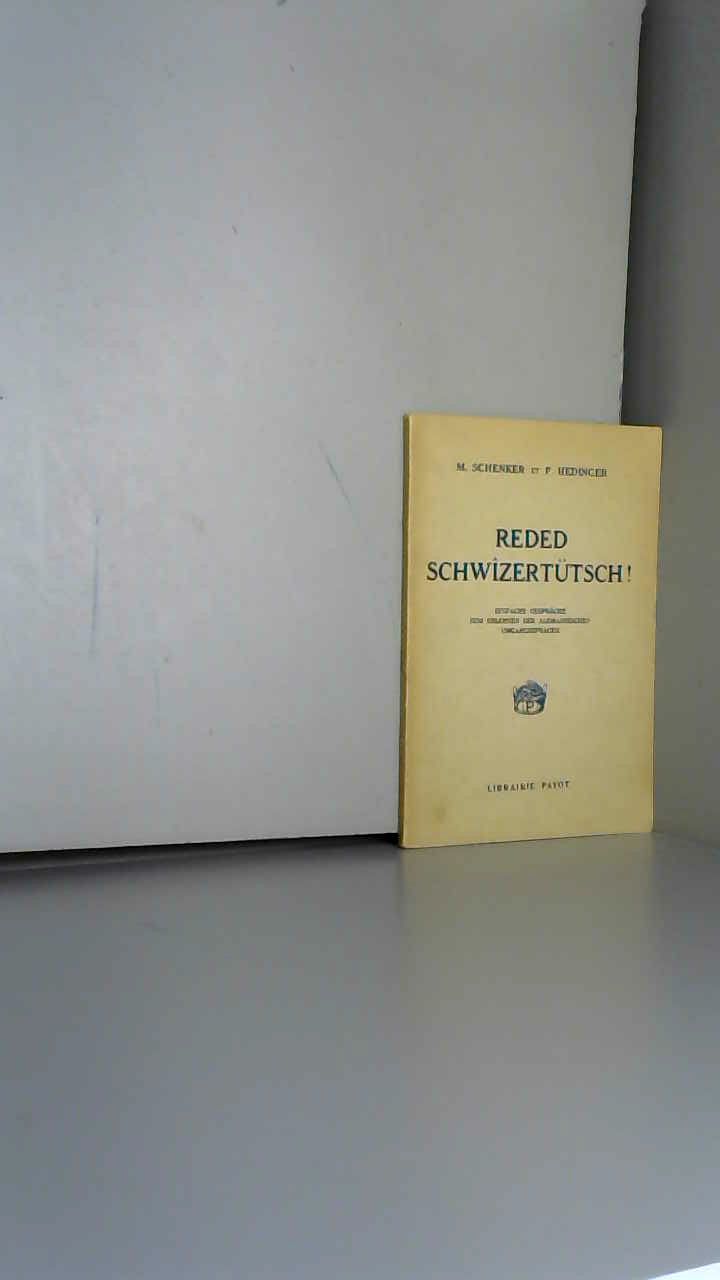 M. SCHENKER ET P. HEDINGER
REDED
SCHWÎZERTÜTSCH!
EINFACHE GESPRÄCHE
ZUM ERLERNEN DER ALEMANNISCHEN
UMGANGSSPRACHE
P
LIBRAIRIE PAYOT